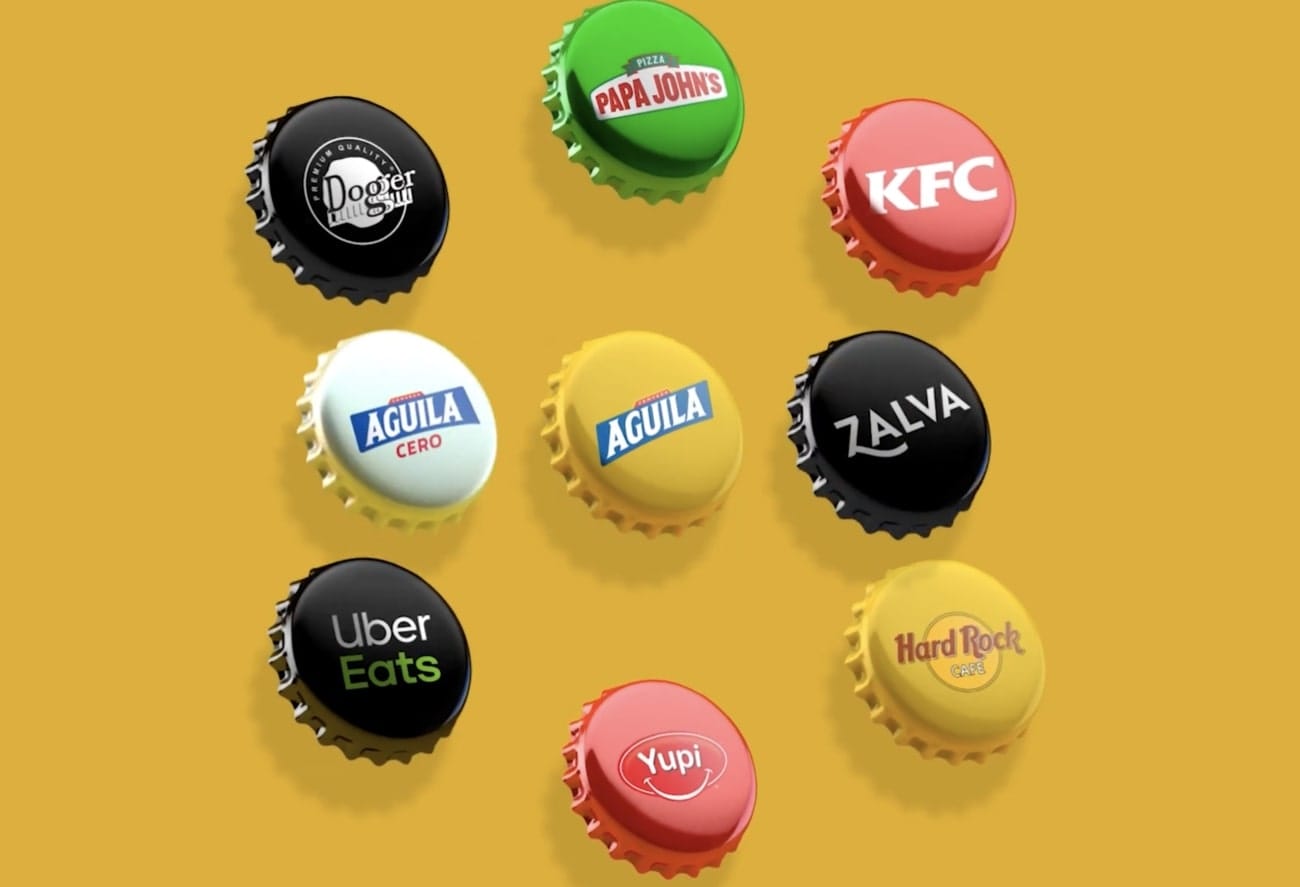 PIZZA
PAPA JOHN'S
PREMIUM QUALITY
Dogger
KFC
AGUILA
CERO
AGUILA
ZALVA
Uber
Eats
Hard Rock
CAFE
Yupi